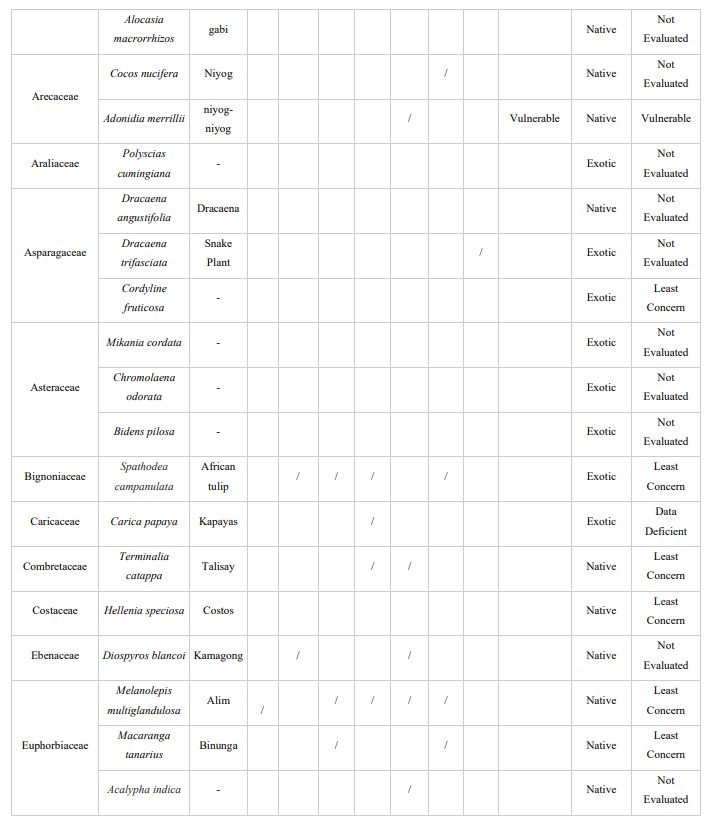 Alocasia
macrorrhizos
gabi
Native
Not
Evaluated
Arecaceae
Cocos nucifera
Niyog
/
Native
Not
Evaluated
Adonidia merrillii
niyog-
niyog
/
Vulnerable
Native
Vulnerable
Araliaceae
Polyscias
cumingiana
-
Exotic
Not
Evaluated
Asparagaceae
Dracaena
angustifolia
Dracaena
Native
Not
Evaluated
Dracaena
trifasciata
Snake
Plant
/
Exotic
Not
Evaluated
Cordyline
fruticosa
-
Exotic
Least
Concern
Asteraceae
Mikania cordata
-
Exotic
Not
Evaluated
Chromolaena
odorata
-
Exotic
Not
Evaluated
Bidens pilosa
-
Exotic
Not
Evaluated
Bignoniaceae
Spathodea
campanulata
African
tulip
/ / / /
Exotic
Least
Concern
Caricaceae
Carica papaya
Kapayas
/
Exotic
Data
Deficient
Combretaceae
Terminalia
catappa
Talisay
/ /
Native
Least
Concern
Costaceae
Hellenia speciosa
Costos
Native
Least
Concern
Ebenaceae
Diospyros blancoi
Kamagong
/ /
Native
Not
Evaluated
Euphorbiaceae
Melanolepis
multiglandulosa
Alim
/ / / / /
Native
Least
Concern
Macaranga
tanarius
Binunga
/ /
Native
Least
Concern
Acalypha indica
-
/
Native
Not
Evaluated